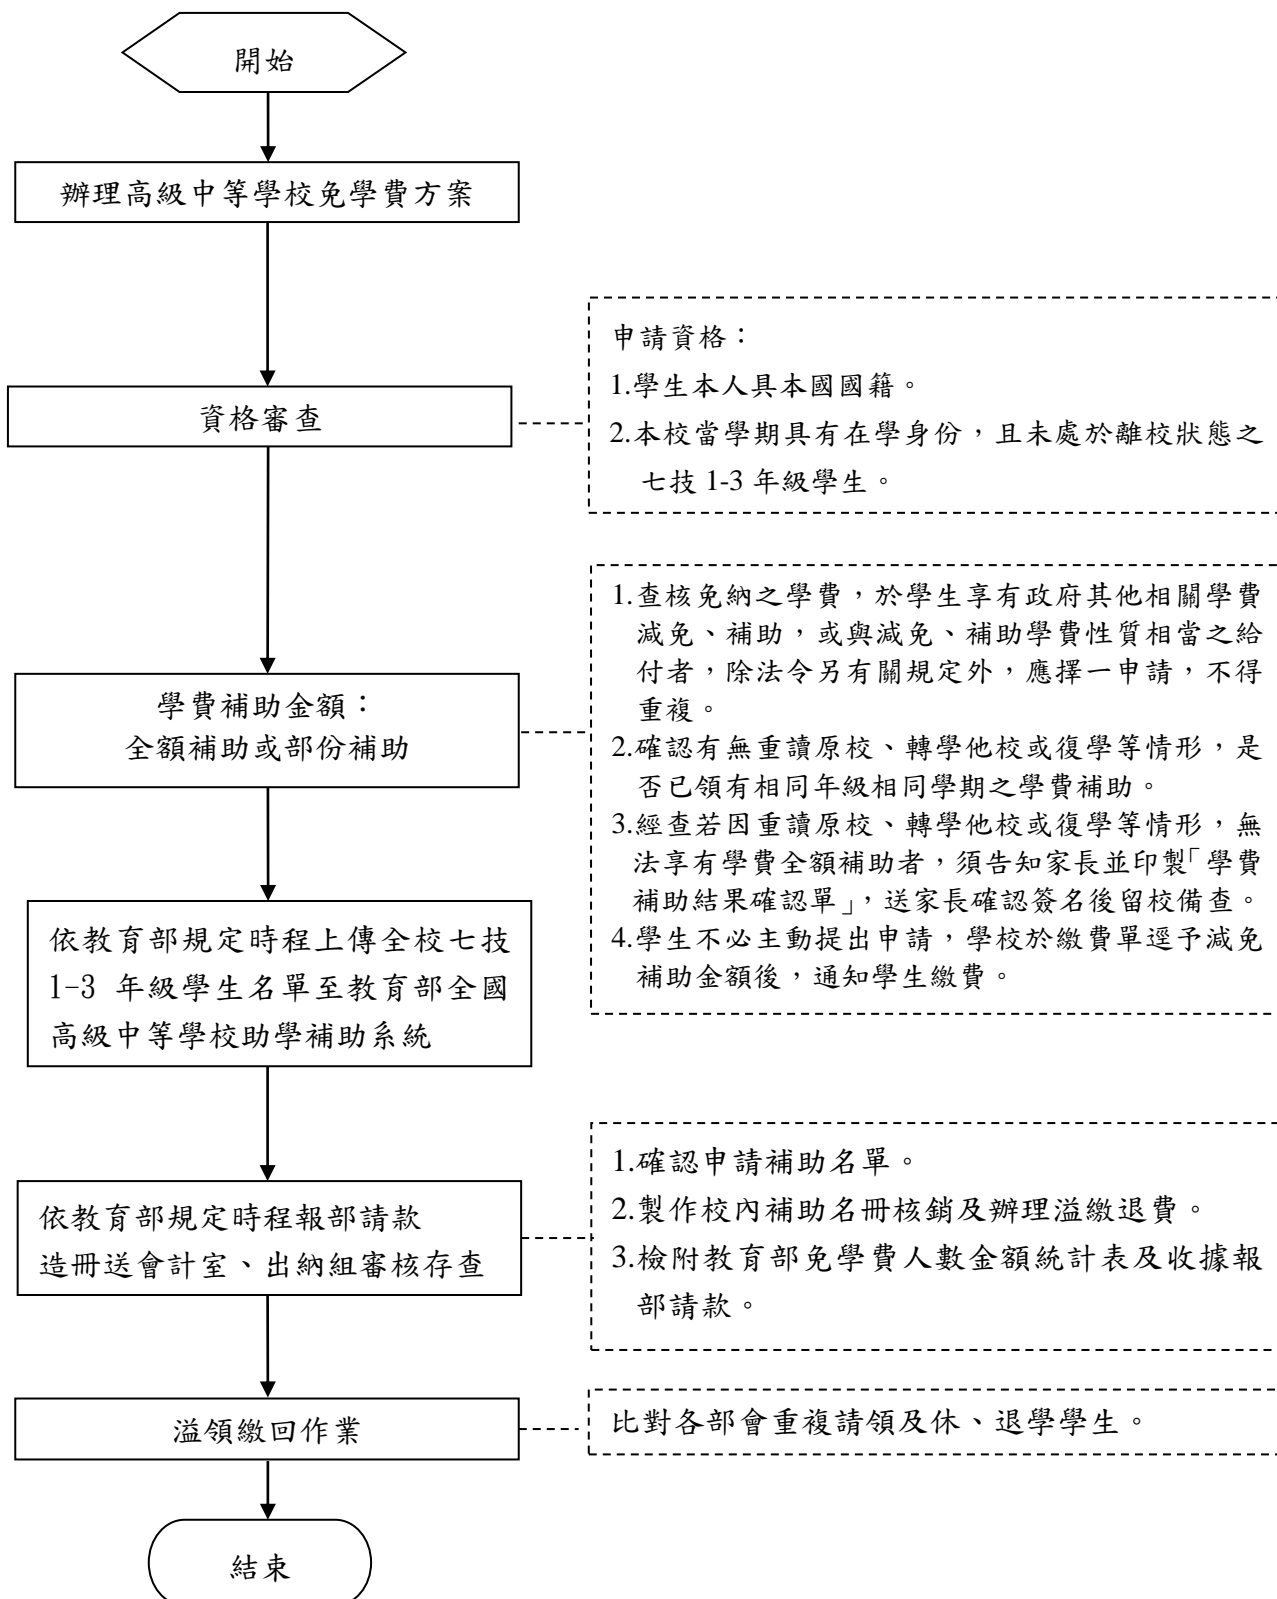 開始
辦理高級中等學校免學費方案
申請資格：
1.學生本人具本國國籍。
2.本校當學期具有在學身份，且未處於離校狀態之
七技 1-3 年級學生。
資格審查
1.查核免納之學費，於學生享有政府其他相關學費
減免、補助，或與減免、補助學費性質相當之給
付者，除法令另有關規定外，應擇一申請，不得
重複。
2.確認有無重讀原校、轉學他校或復學等情形，是
否已領有相同年級相同學期之學費補助。
3.經查若因重讀原校、轉學他校或復學等情形，無
法享有學費全額補助者，須告知家長並印製「學費
補助結果確認單」，送家長確認簽名後留校備查。
4.學生不必主動提出申請，學校於繳費單逕予減免
補助金額後，通知學生繳費。
學費補助金額：
全額補助或部份補助
依教育部規定時程上傳全校七技
1-3 年級學生名單至教育部全國
高級中等學校助學補助系統
1.確認申請補助名單。
2.製作校內補助名冊核銷及辦理溢繳退費。
3.檢附教育部免學費人數金額統計表及收據報
部請款。
依教育部規定時程報部請款
造冊送會計室、出納組審核存查
溢領繳回作業
比對各部會重複請領及休、退學學生。
結束